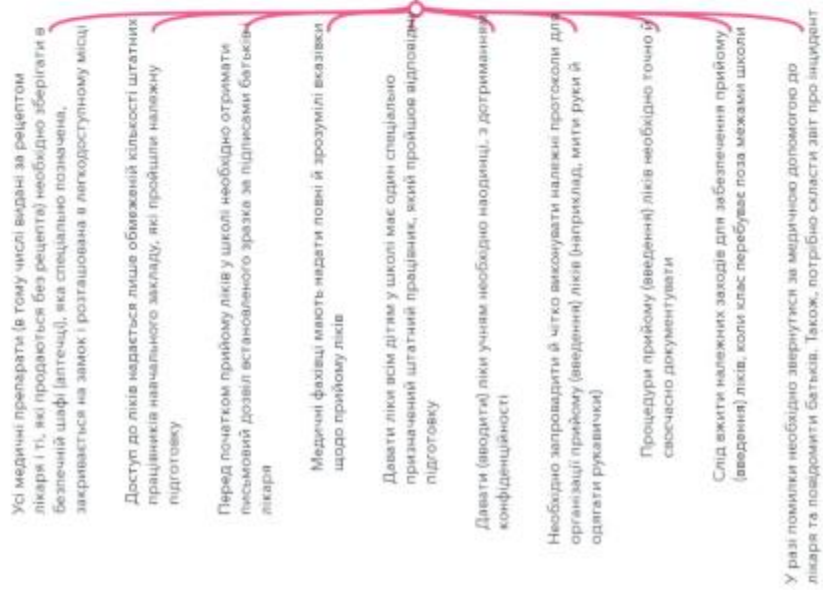 Усі медичні препарати (в тому числі видані за рецептом
лікаря і ті, які продаються без рецепта) необхідно зберігати в
безпечній шафі (аптечці), яка спеціально позначена,
закривається на замок і розташована в легкодоступному місці
Доступ до ліків надається лише обмеженій кількості штатних
працівників навчального закладу, які пройшли належну
підготовку
Перед початком прийому ліків у школі необхідно отримати
письмовий дозвіл встановленого зразка за підписами батьків
лікаря
Медичні фахівці мають надати повні й зрозумілі вказівки
щодо прийому ліків
Давати ліки всім дітям у школі має один спеціально
призначений штатний працівник, який пройшов відповідн
підготовку
Давати (вводити) ліки учням необхідно наодинці, з дотриманням
конфіденційності
Необхідно запровадити й чітко виконувати належні протоколи для
організації прийому (введення) ліків (наприклад, мити руки й
одягати рукавички)
Процедури прийому (введення) ліків необхідно точно й
своєчасно документувати
Слід вжити належних заходів для забезпечення прийому
(введення) ліків, коли клас перебуває поза межами школи
У разі помилки необхідно звернутися за медичною допомогою до
лікаря та повідомити батьків. Також, потрібно скласти звіт про інцидент